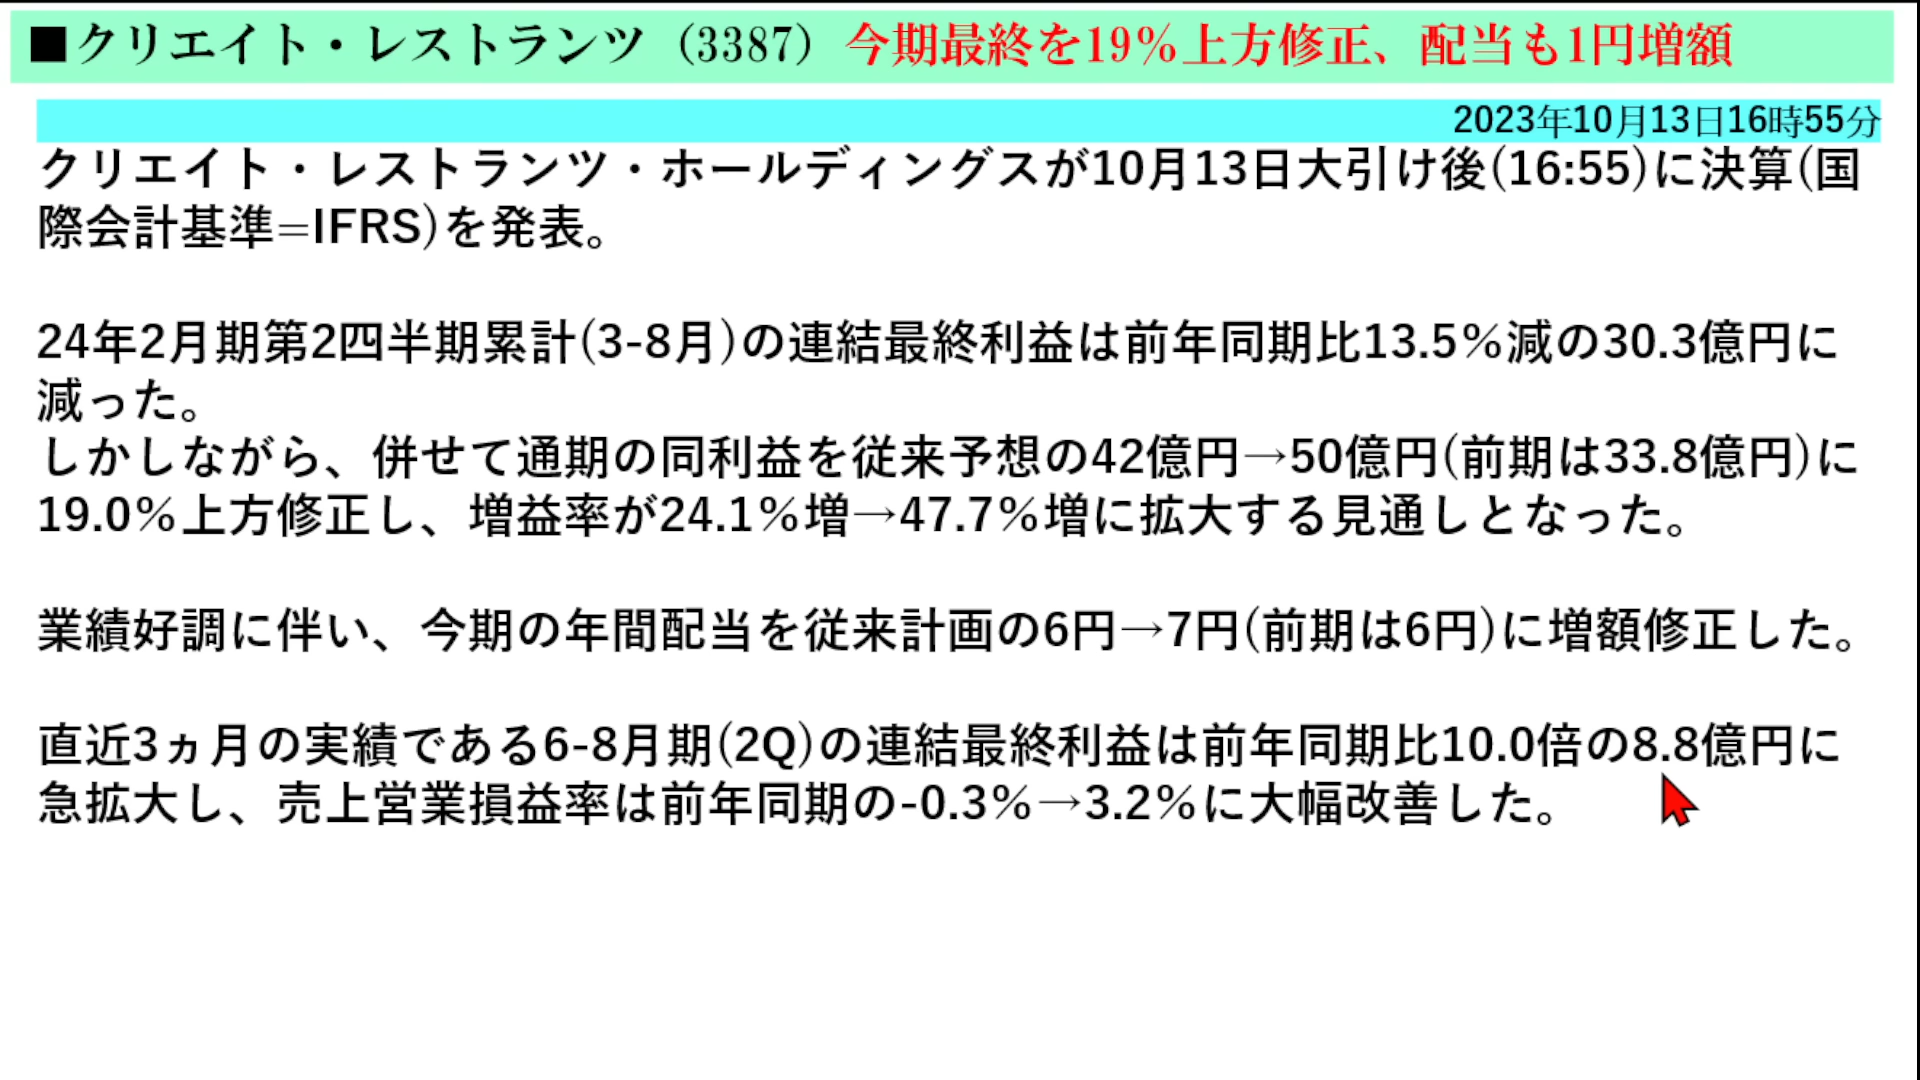 ■クリエイト・レストランツ（3387）今期最終を19％上方修正、配当も1円増額
2023年10月13日16時55分
クリエイト・レストランツ・ホールディングスが10月13日大引け後(16:55)に決算(国
際会計基準=IFRS)を発表。
24年2月期第2四半期累計(3-8月)の連結最終利益は前年同期比13.5％減の30.3億円に
減った。
しかしながら、併せて通期の同利益を従来予想の42億円→50億円(前期は33.8億円)に
19.0％上方修正し、増益率が24.1％増→47.7％増に拡大する見通しとなった。
業績好調に伴い、今期の年間配当を従来計画の6円→7円(前期は6円)に増額修正した。
直近3ヵ月の実績である6-8月期(2Q)の連結最終利益は前年同期比10.0倍の8.8億円に
急拡大し、売上営業損益率は前年同期の-0.3％→3.2％に大幅改善した。